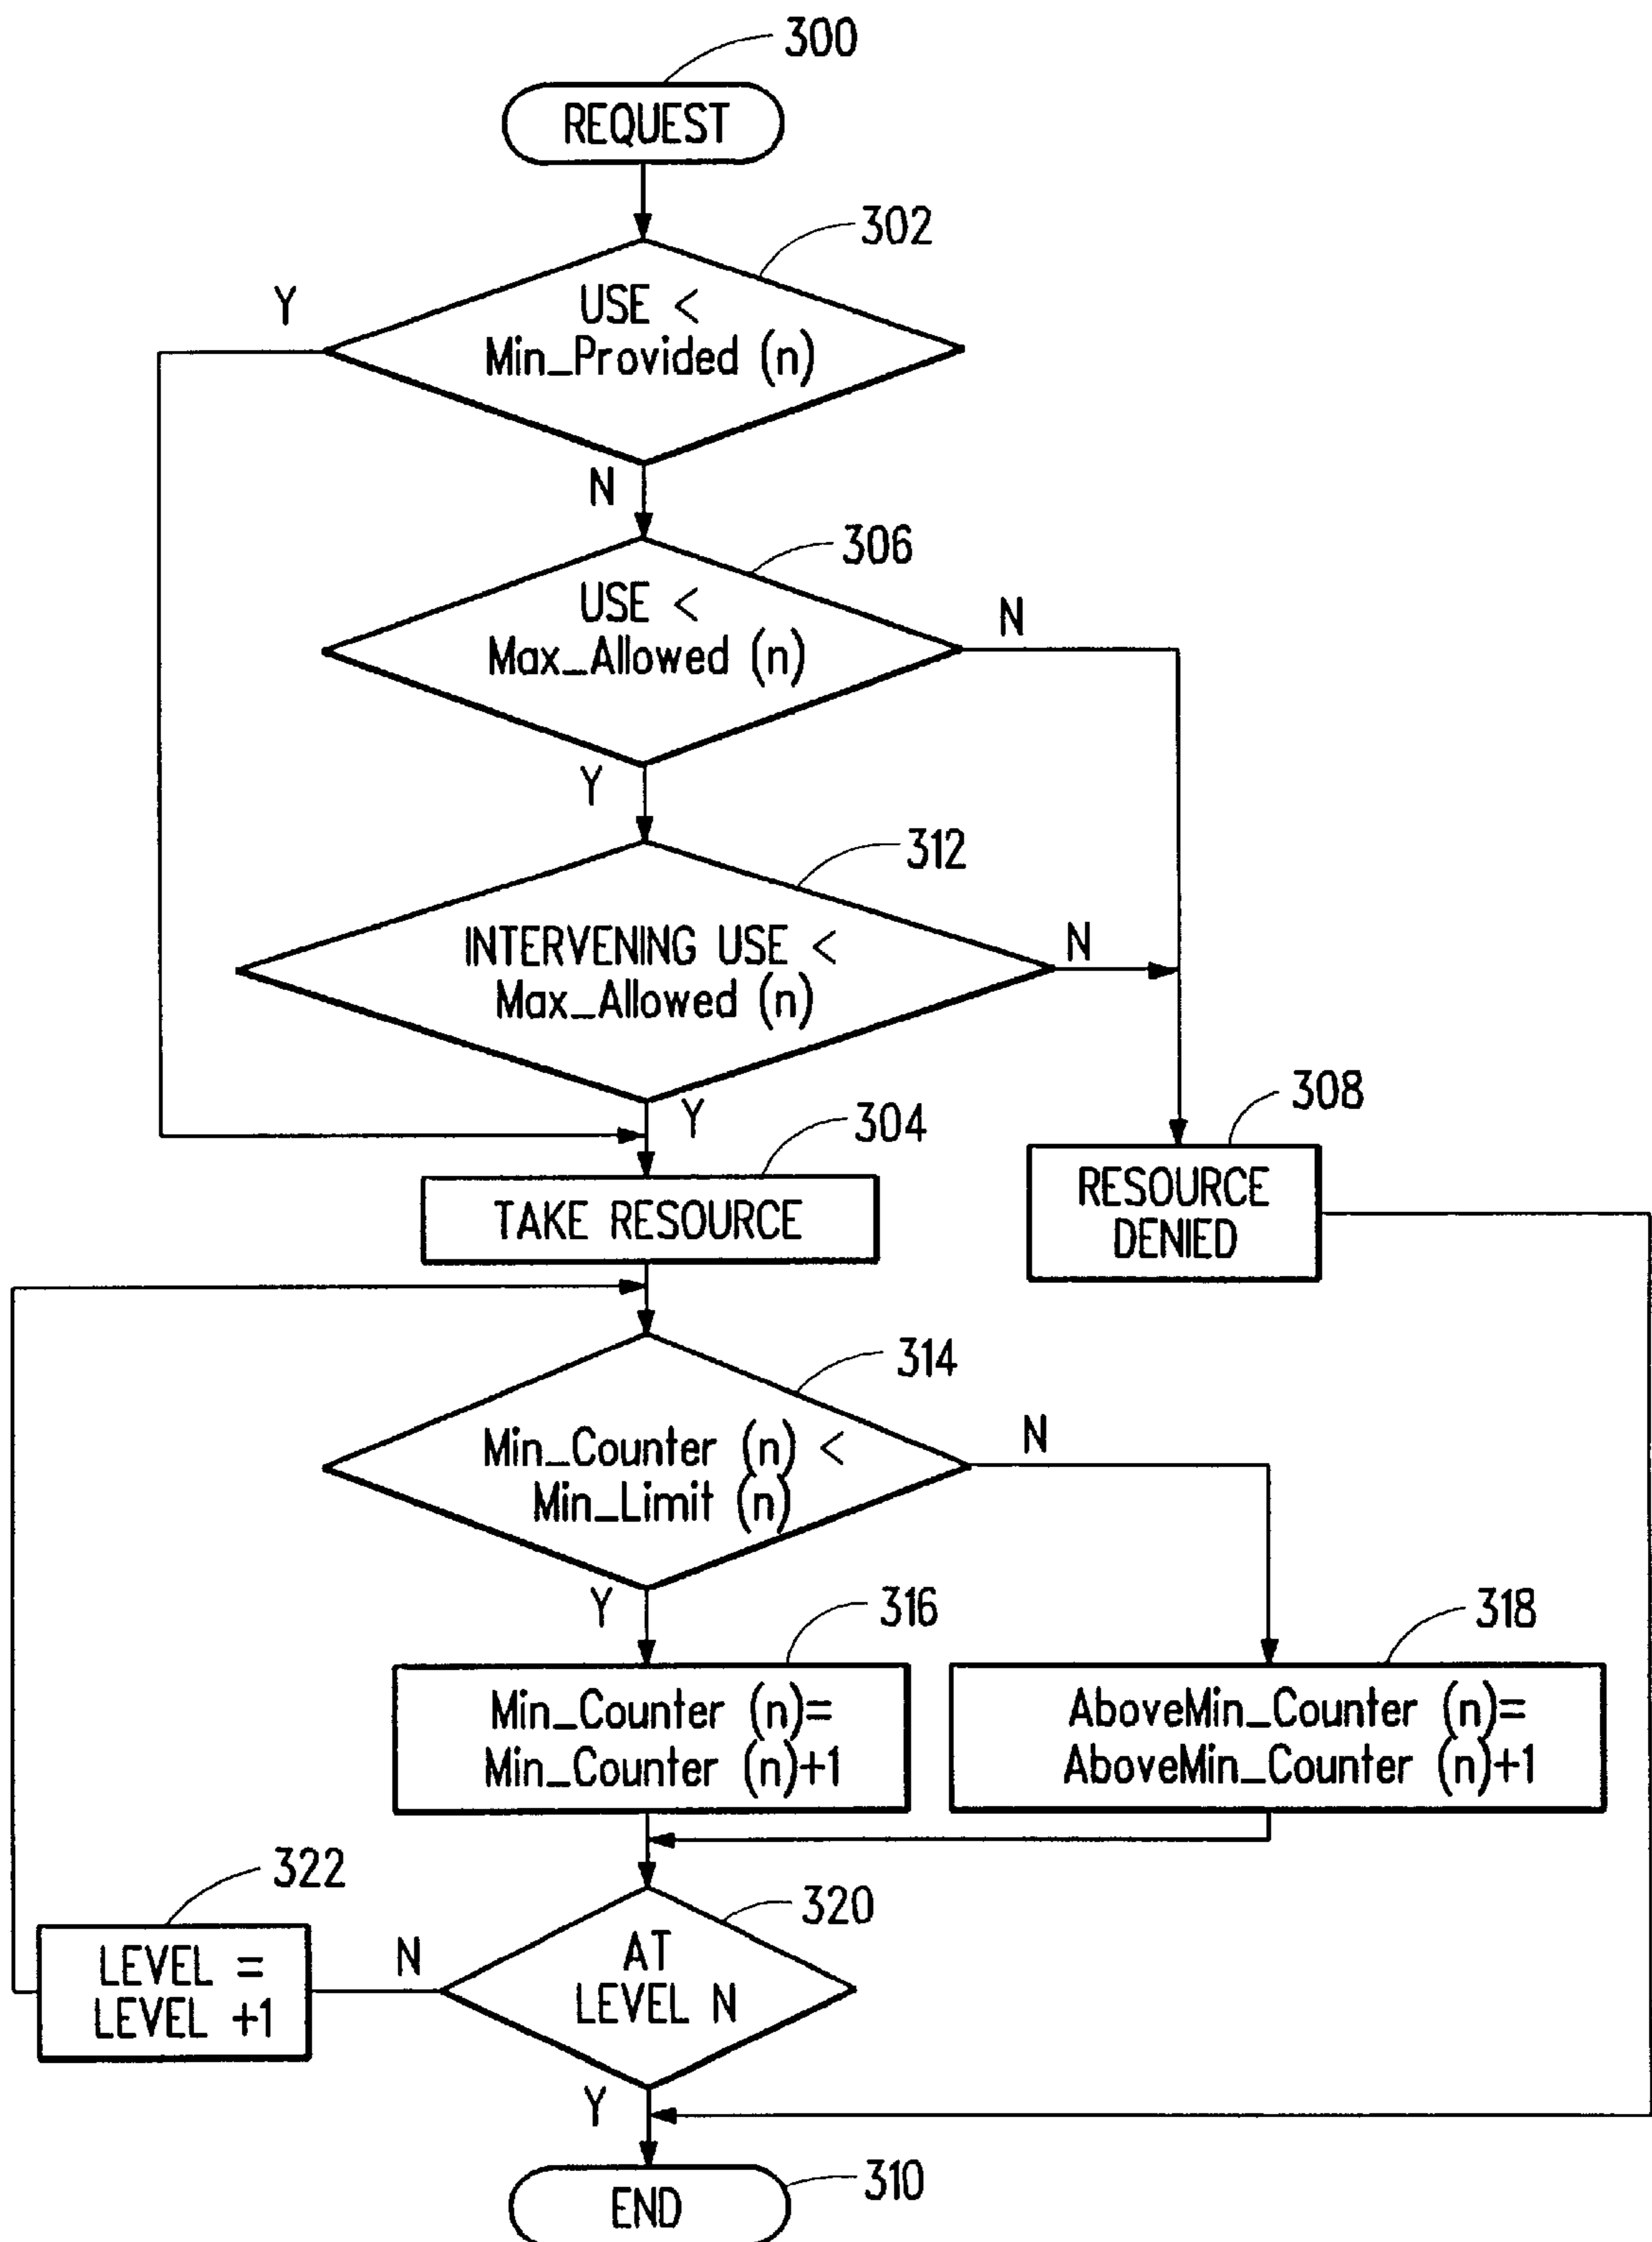 300
REQUEST
302
Y
USE <
Min_Provided (n)
N
306
USE <
Max_Allowed (n)
N
Y
312
INTERVENING USE <
Max_Allowed (n)
N
Y
304
TAKE RESOURCE
308
RESOURCE
DENIED
314
Min_Counter (n) <
Min_Limit (n)
N
Y
316
Min_Counter (n)=
Min_Counter (n)+1
318
AboveMin_Counter (n)=
AboveMin_Counter (n)+1
322
LEVEL =
LEVEL +1
N
320
AT
LEVEL N
Y
310
END